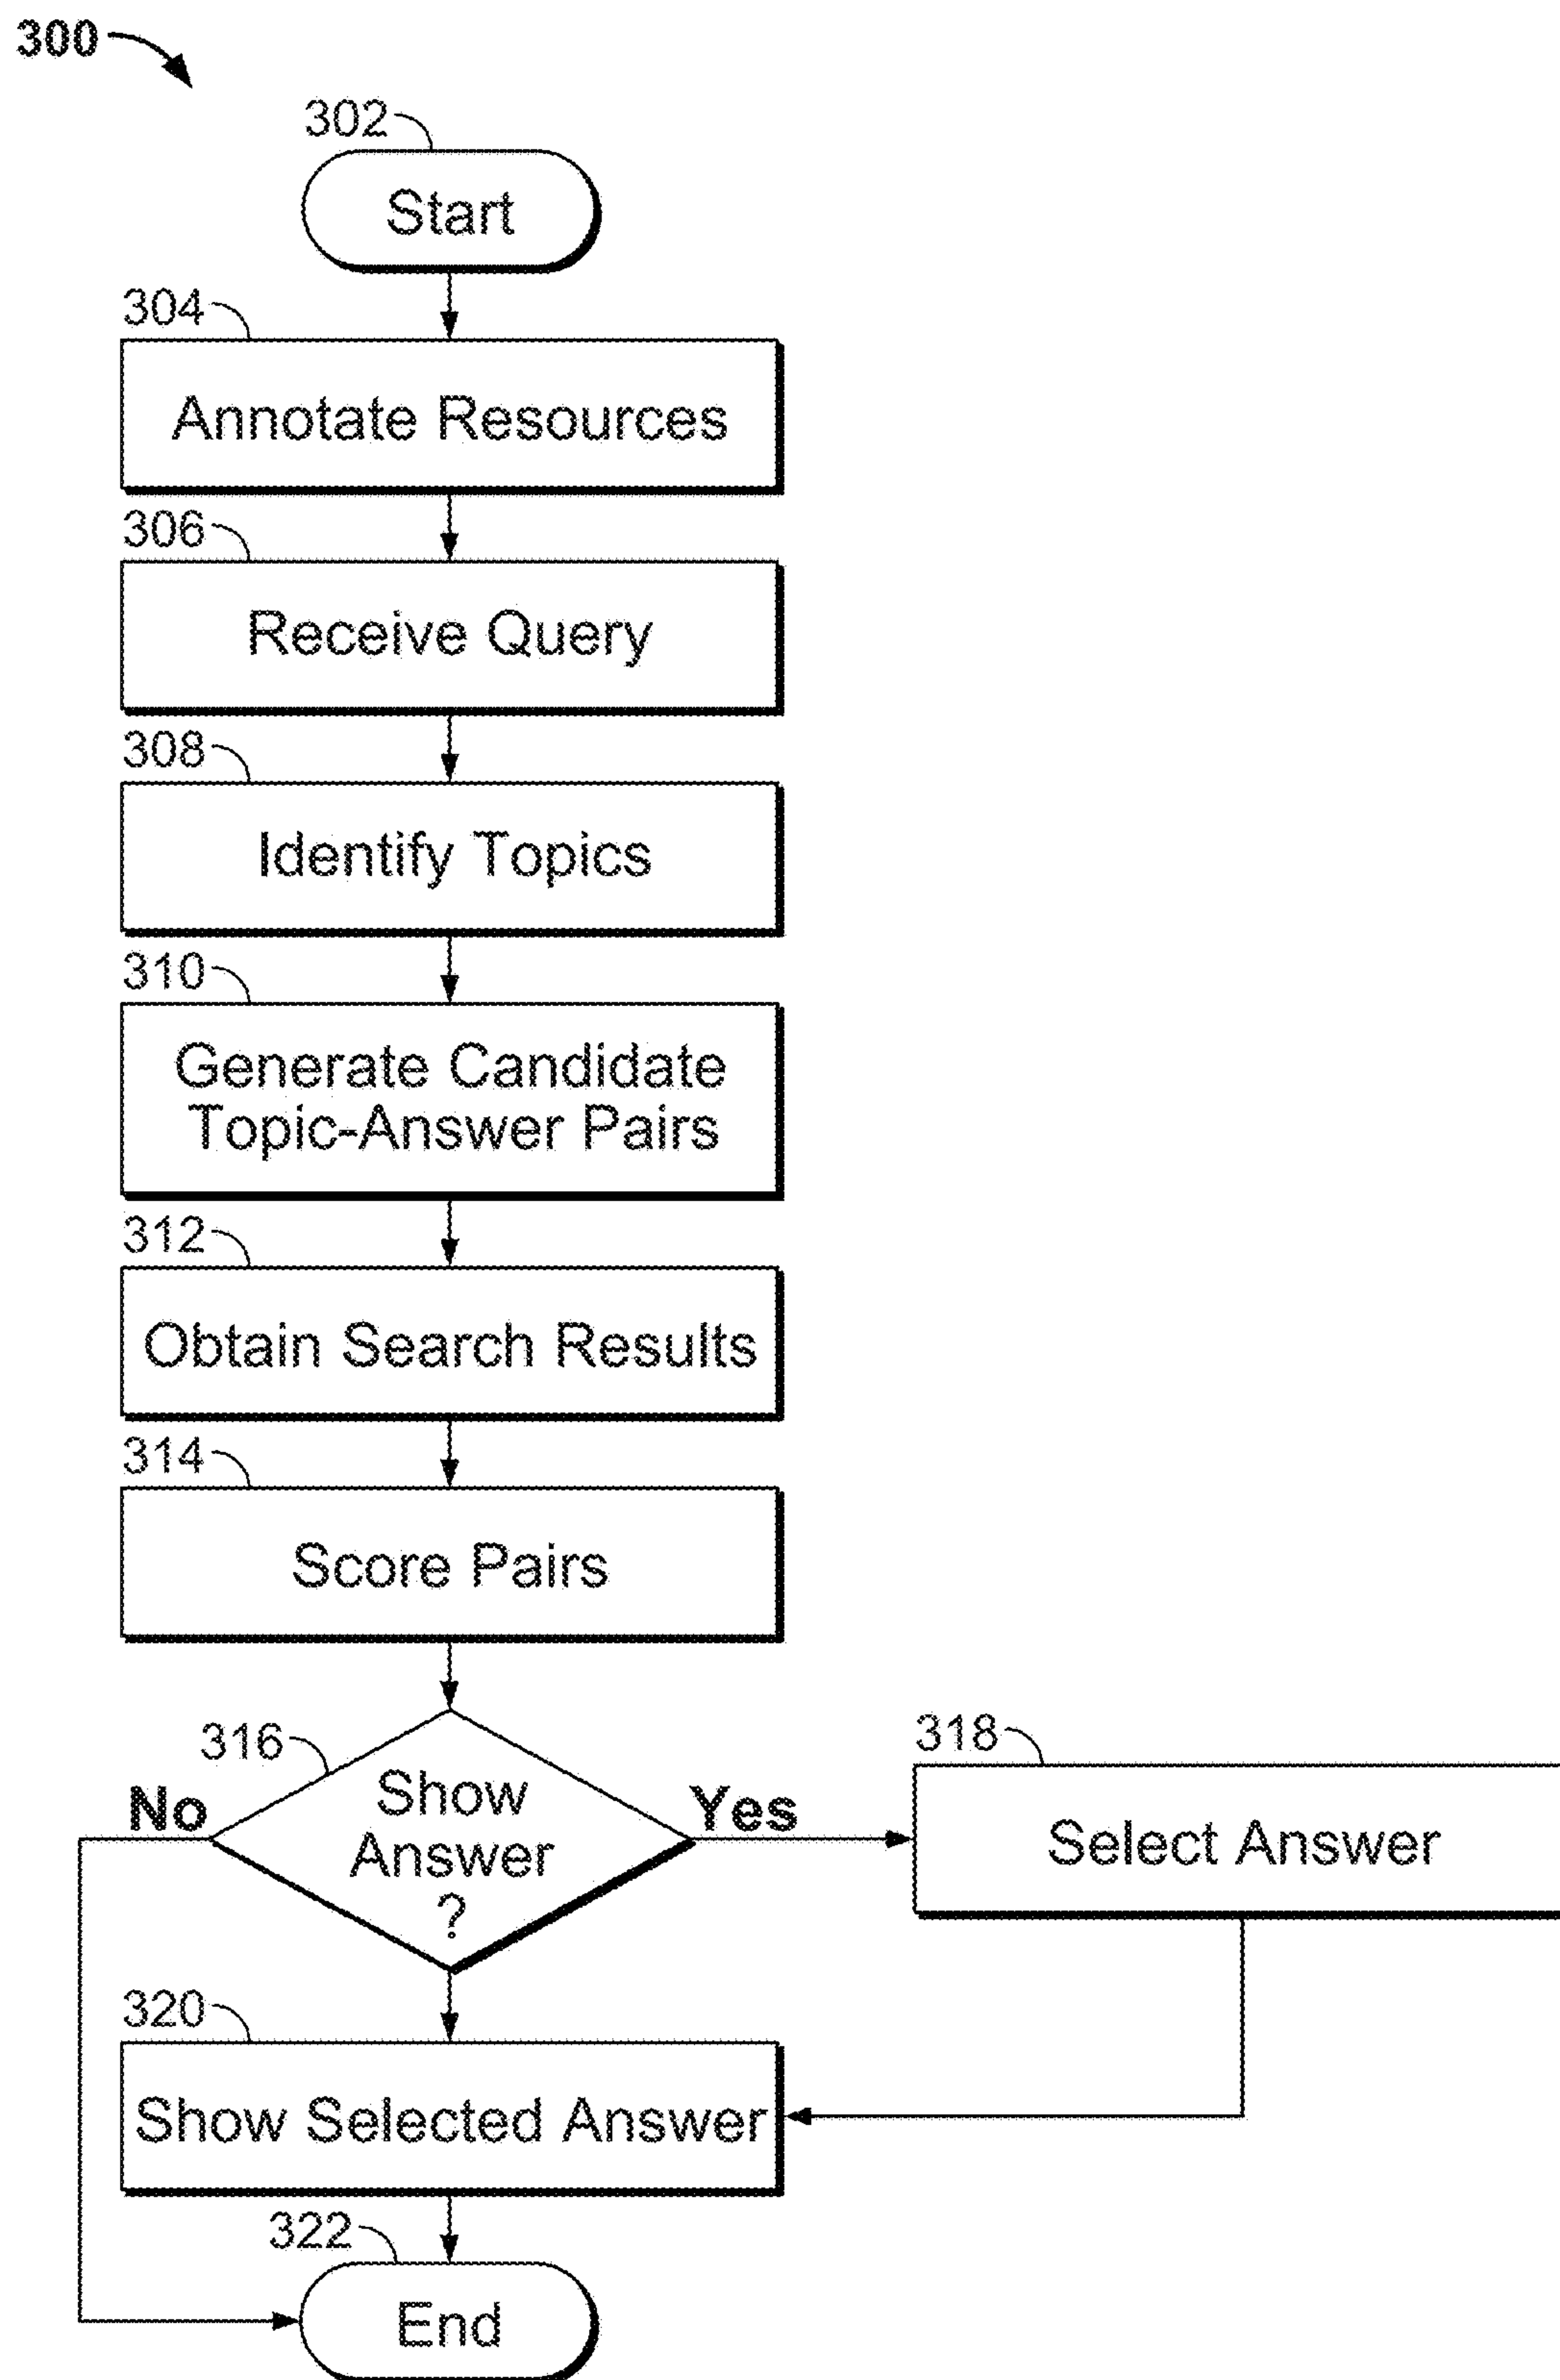 300
302
Start
304
Annotate Resources
306
Receive Query
308
Identify Topics
310
Generate Candidate
Topic-Answer Pairs
312
Obtain Search Results
314
Score Pairs
316
Show
Answer
?
No
Yes
318
Select Answer
320
Show Selected Answer
322
End